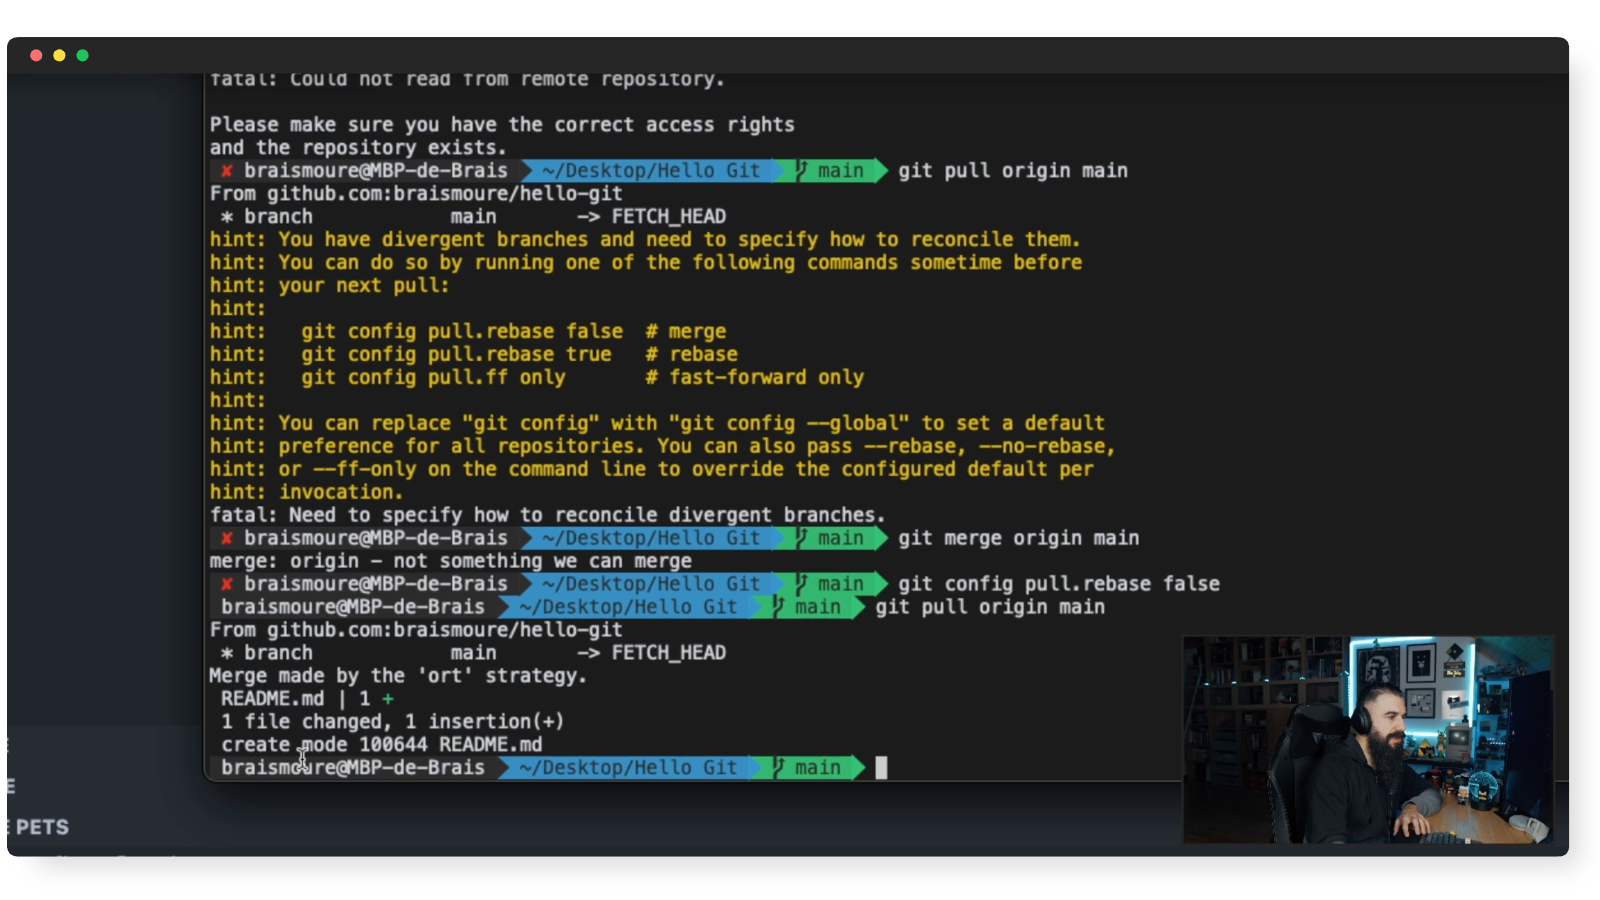 fatal: Could not read from remote repository.
Please make sure you have the correct access rights
and the repository exists.
✘ braismoure@MBP-de-Brais ~/Desktop/Hello Git main git pull origin main
From github.com:braismoure/hello-git
* branch main -> FETCH_HEAD
hint: You have divergent branches and need to specify how to reconcile them.
hint: You can do so by running one of the following commands sometime before
hint: your next pull:
hint:
hint: git config pull.rebase false # merge
hint: git config pull.rebase true # rebase
hint: git config pull.ff only # fast-forward only
hint:
hint: You can replace "git config" with "git config --global" to set a default
hint: preference for all repositories. You can also pass --rebase, --no-rebase,
hint: or --ff-only on the command line to override the configured default per
hint: invocation.
fatal: Need to specify how to reconcile divergent branches.
✘ braismoure@MBP-de-Brais ~/Desktop/Hello Git main git merge origin main
merge: origin - not something we can merge
✘ braismoure@MBP-de-Brais ~/Desktop/Hello Git main git config pull.rebase false
braismoure@MBP-de-Brais ~/Desktop/Hello Git main git pull origin main
From github.com:braismoure/hello-git
* branch main -> FETCH_HEAD
Merge made by the 'ort' strategy.
README.md | 1 +
1 file changed, 1 insertion(+)
create mode 100644 README.md
braismoure@MBP-de-Brais ~/Desktop/Hello Git main
PETS